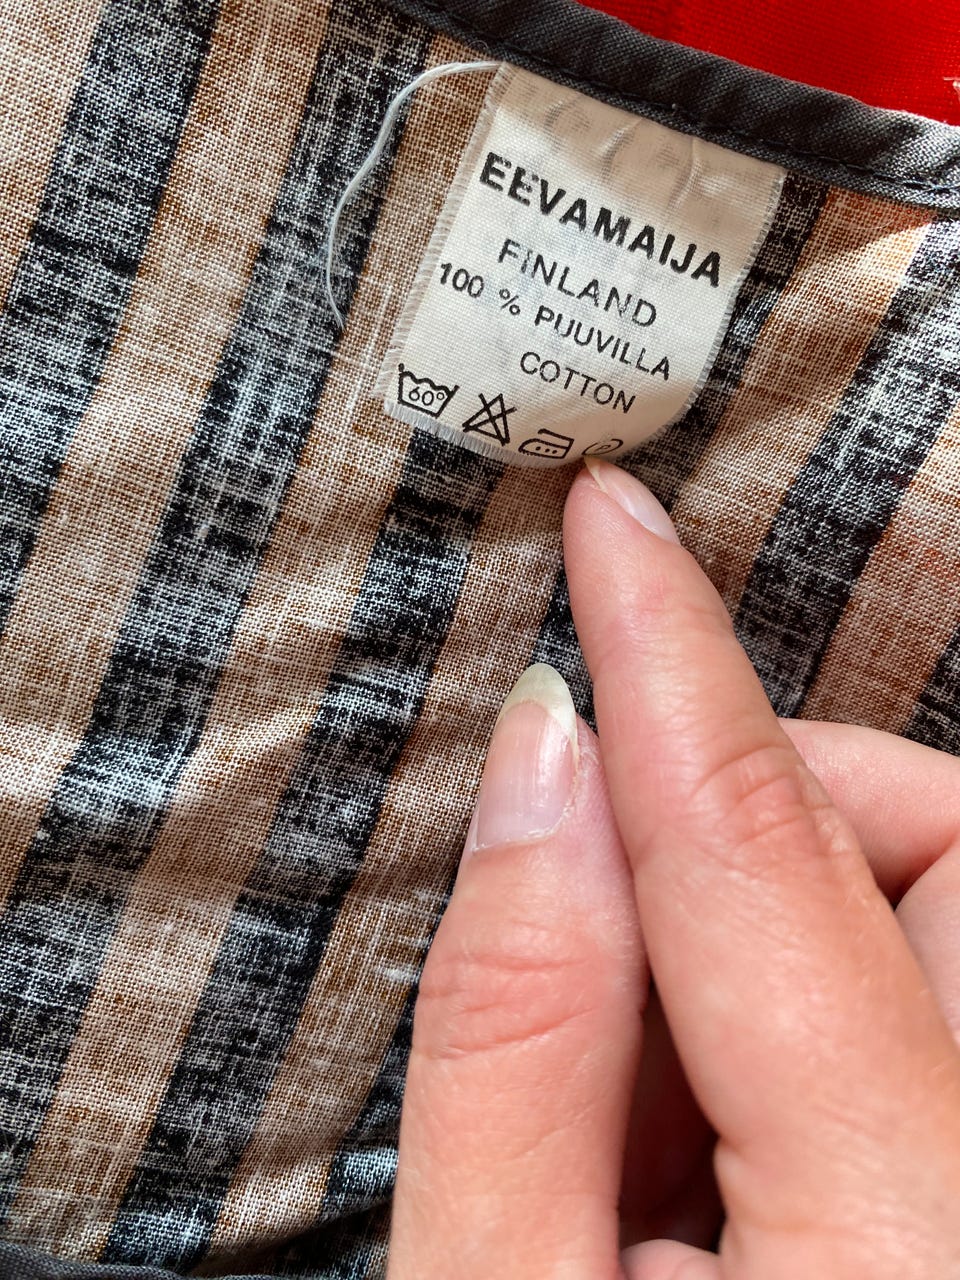 EEVAMAIJA
FINLAND
100 % PUUVILLA
COTTON
60°